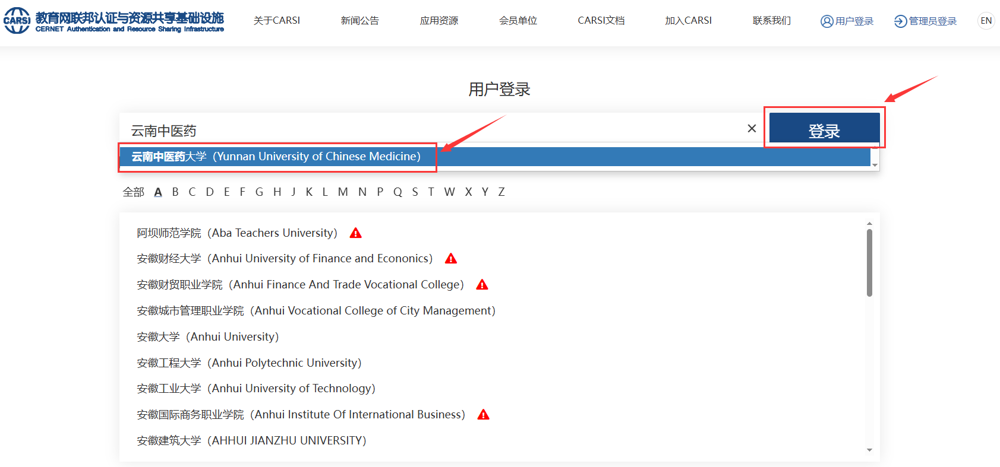 CARSI 教育网联邦认证与资源共享基础设施
CERNET Authentication and Resource Sharing Infrastructure
关于CARSI 新闻公告 应用资源 会员单位 CARSI文档 加入CARSI 联系我们 用户登录 管理员登录 EN
用户登录
云南中医药 × 登录
云南中医药大学（Yunnan University of Chinese Medicine）
全部 A B C D E F G H J K L M N P Q S T W X Y Z
阿坝师范学院（Aba Teachers University）
安徽财经大学（Anhui University of Finance and Econonics）
安徽财贸职业学院（Anhui Finance And Trade Vocational College）
安徽城市管理职业学院（Anhui Vocational College of City Management）
安徽大学（Anhui University）
安徽工程大学（Anhui Polytechnic University）
安徽工业大学（Anhui University of Technology）
安徽国际商务职业学院（Anhui Institute Of International Business）
安徽建筑大学（AHHUI JIANZHU UNIVERSITY）